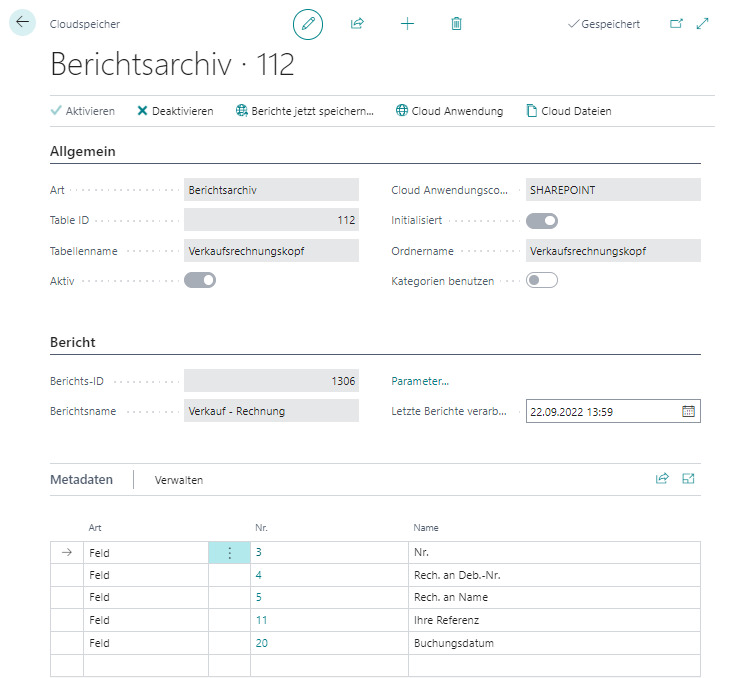 Cloudspeicher
Gespeichert
Berichtsarchiv · 112
Aktivieren Deaktivieren Berichte jetzt speichern... Cloud Anwendung Cloud Dateien
Allgemein
Art Berichtsarchiv Cloud Anwendungsco... SHAREPOINT
Table ID 112 Initialisiert
Tabellenname Verkaufsrechnungskopf Ordnername Verkaufsrechnungskopf
Aktiv Kategorien benutzen
Bericht
Berichts-ID 1306 Parameter...
Berichtsname Verkauf - Rechnung Letzte Berichte verarb... 22.09.2022 13:59
Metadaten Verwalten
Art Nr. Name
Feld 3 Nr.
Feld 4 Rech. an Deb.-Nr.
Feld 5 Rech. an Name
Feld 11 Ihre Referenz
Feld 20 Buchungsdatum